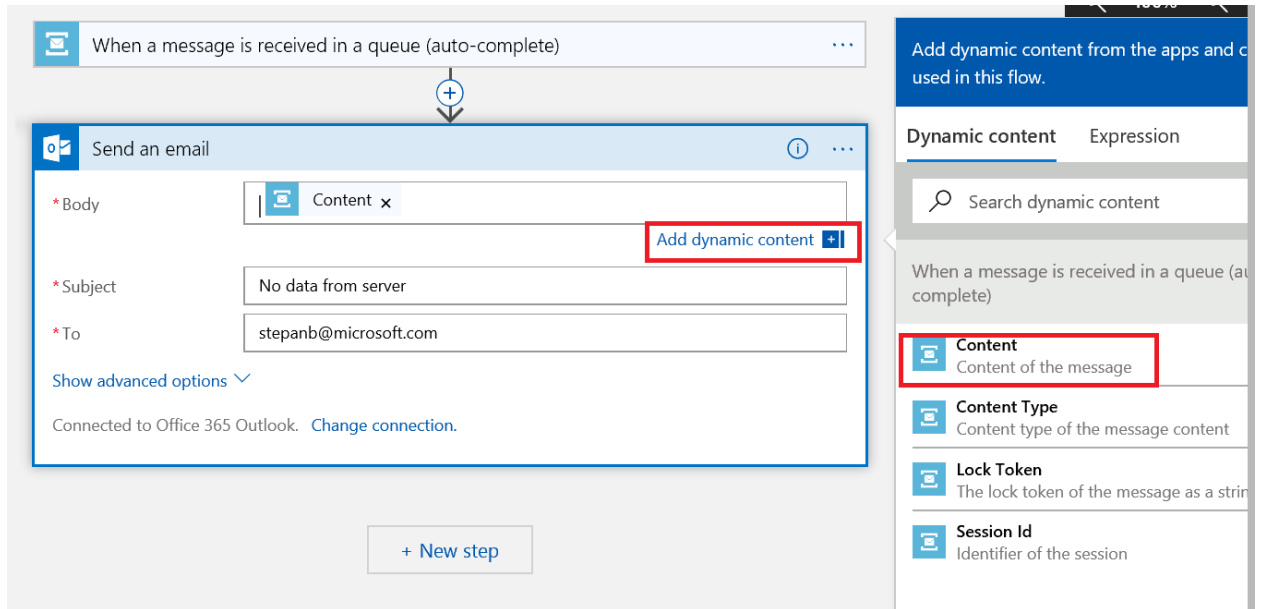 When a message is received in a queue (auto-complete)
Send an email
*Body
Content
Add dynamic content
*Subject
No data from server
*To
stepanb@microsoft.com
Show advanced options
Connected to Office 365 Outlook. Change connection.
+ New step
Add dynamic content from the apps and c
used in this flow.
Dynamic content Expression
Search dynamic content
When a message is received in a queue (au
complete)
Content
Content of the message
Content Type
Content type of the message content
Lock Token
The lock token of the message as a strin
Session Id
Identifier of the session